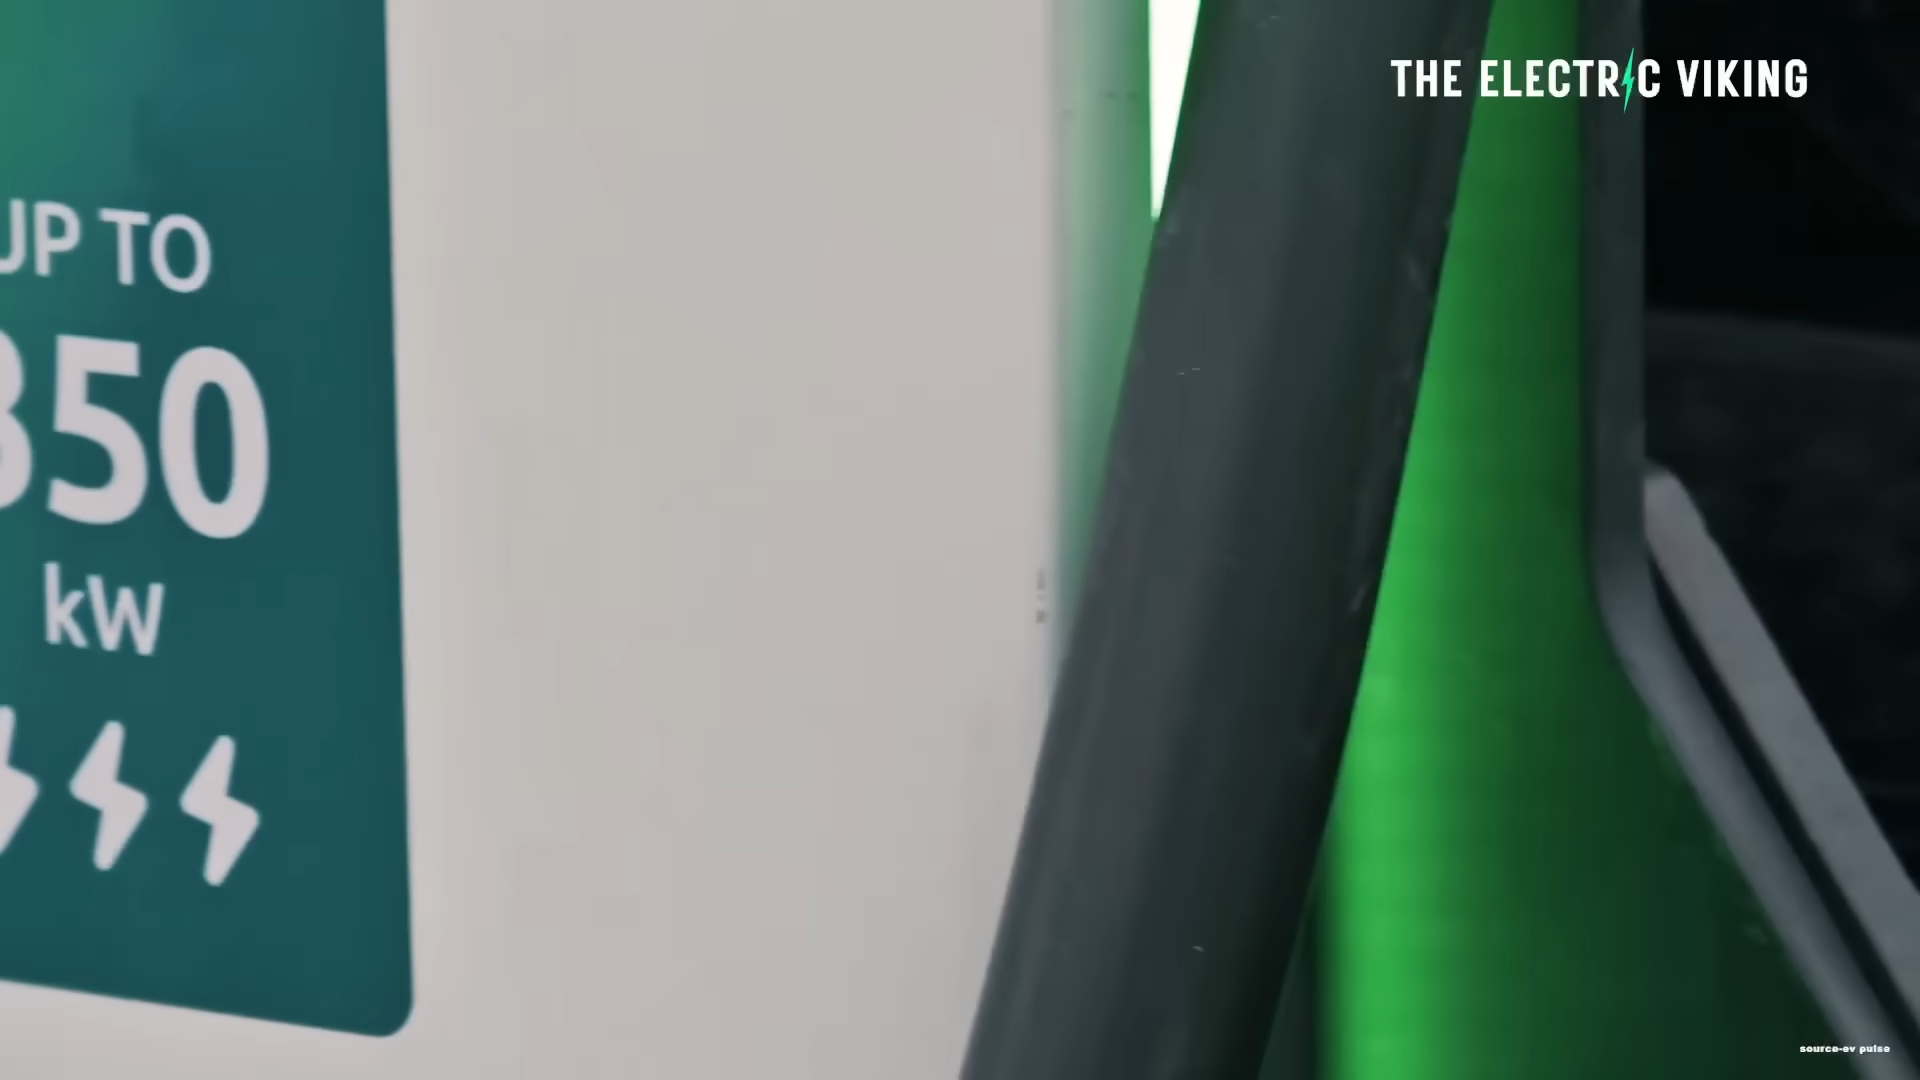 THE ELECTRIC VIKING
UP TO
350
kW
source-ev pulse